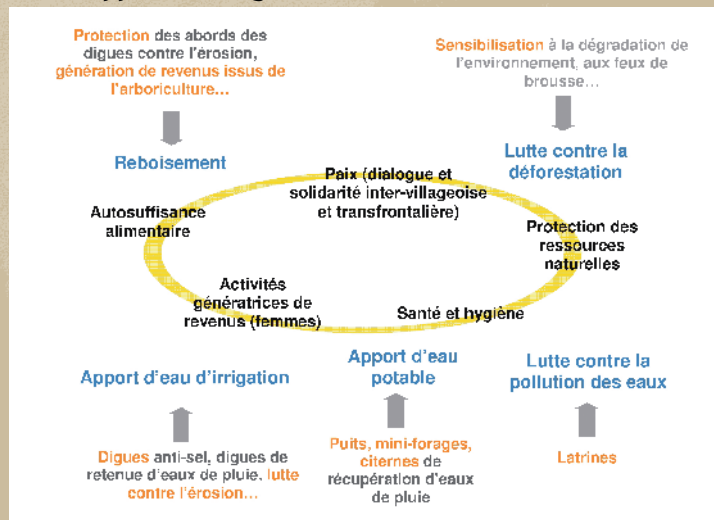 Protection des abords des
digues contre l'érosion,
génération de revenus issus de
l'arboriculture…
Sensibilisation à la dégradation de
l'environnement, aux feux de
brousse…
Reboisement
Lutte contre la
déforestation
Paix (dialogue et
solidarité inter-villageoise
et transfrontalière)
Autosuffisance
alimentaire
Protection des
ressources
naturelles
Activités
génératrices de
revenus (femmes)
Santé et hygiène
Apport d'eau d'irrigation
Apport d'eau
potable
Lutte contre la
pollution des eaux
Digues anti-sel, digues de
retenue d'eaux de pluie, lutte
contre l'érosion…
Puits, mini-forages,
citernes de
récupération d'eaux
de pluie
Latrines